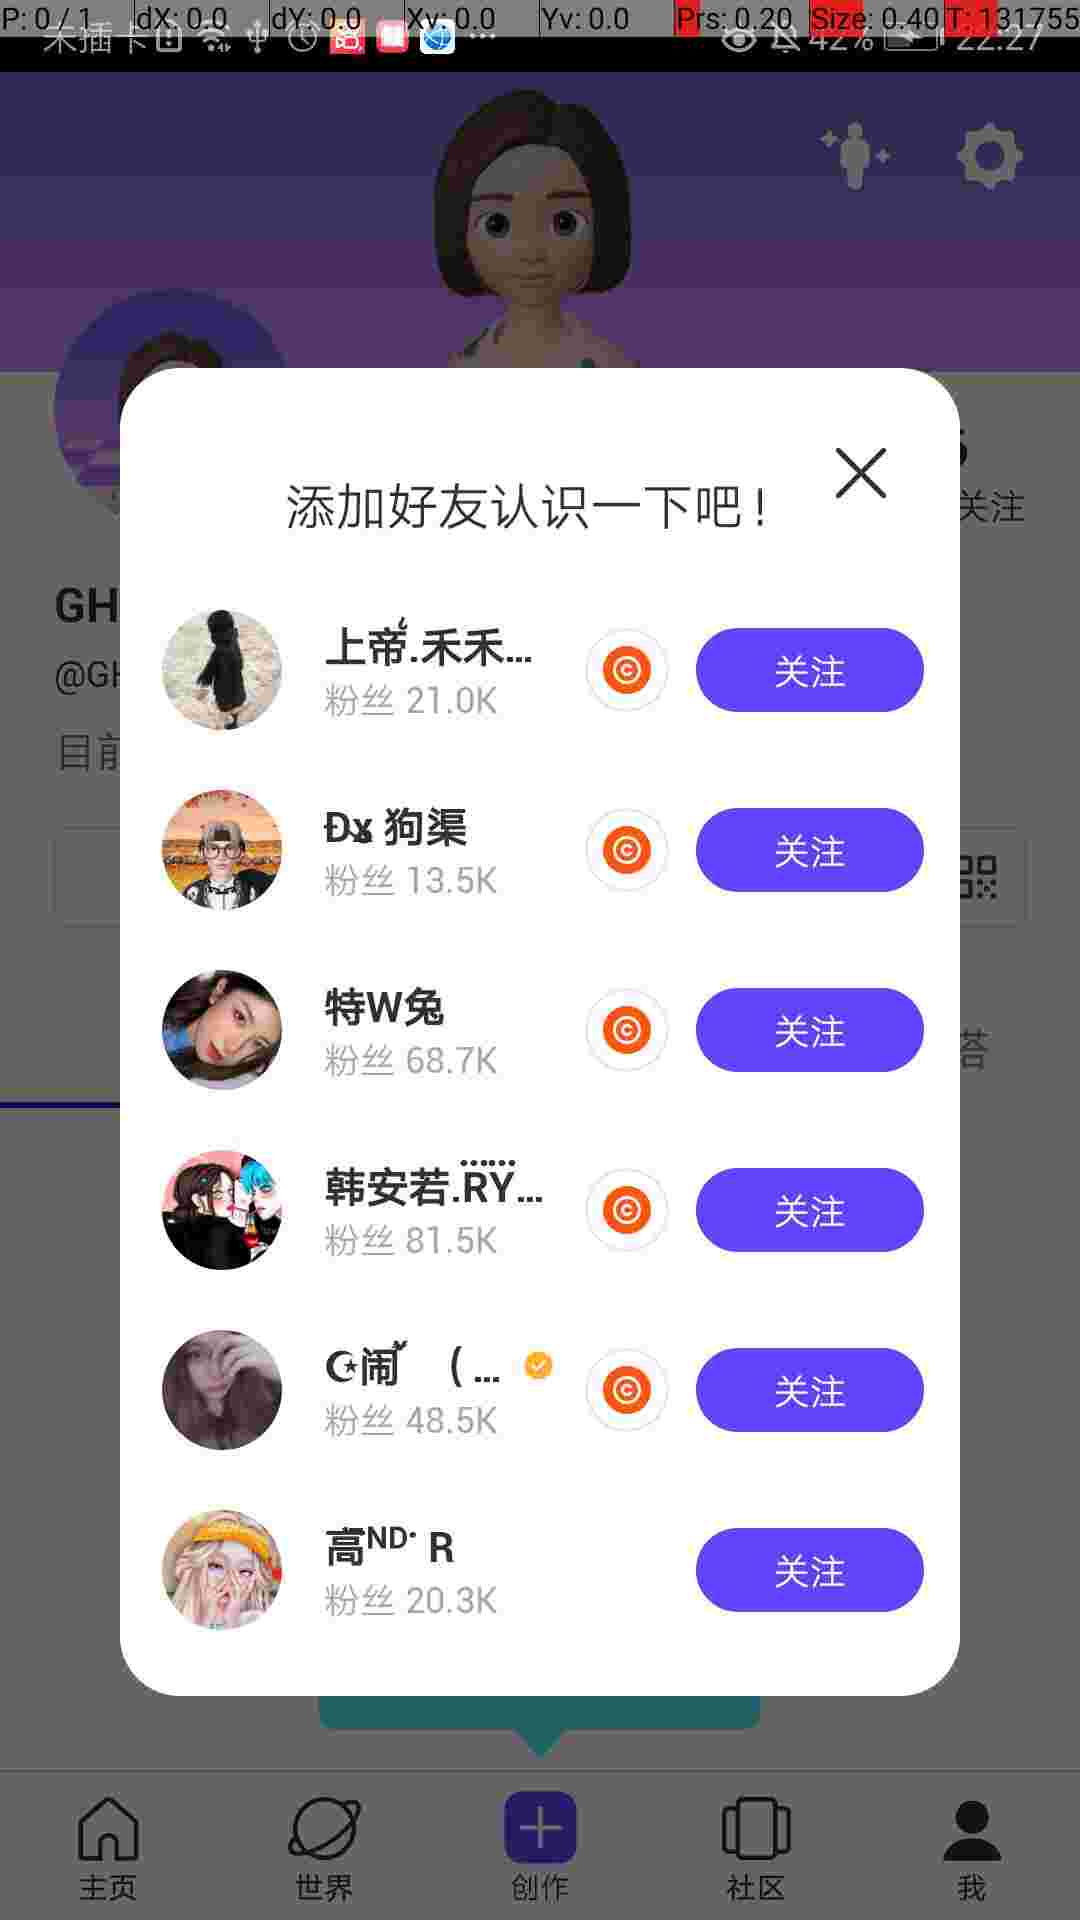 P: 0 / 1 dX: 0.0 dY: 0.0 Xv: 0.0 Yv: 0.0 Prs: 0.20 Size: 0.40 T: 131755
未插卡 42% 22:27
添加好友认识一下吧！
关注
GH
@GH
目前
上帝.禾禾...
粉丝 21.0K
关注
Ðx 狗渠
粉丝 13.5K
关注
特W兔
粉丝 68.7K
关注
答
韩安若.RY...
粉丝 81.5K
关注
☪闹 ( ...
粉丝 48.5K
关注
高ᴺᴰ· R
粉丝 20.3K
关注
主页 世界 创作 社区 我